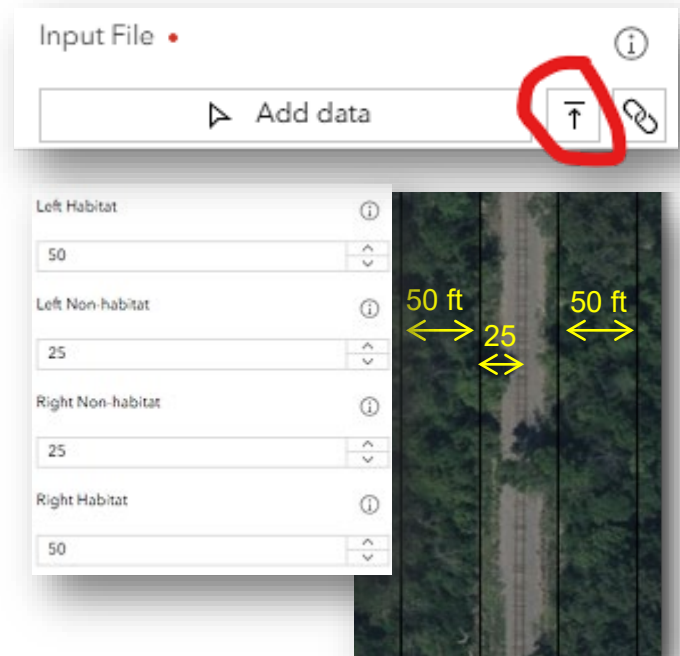 Input File
Add data
Left Habitat
50
Left Non-habitat
25
Right Non-habitat
25
Right Habitat
50
50 ft
25
50 ft